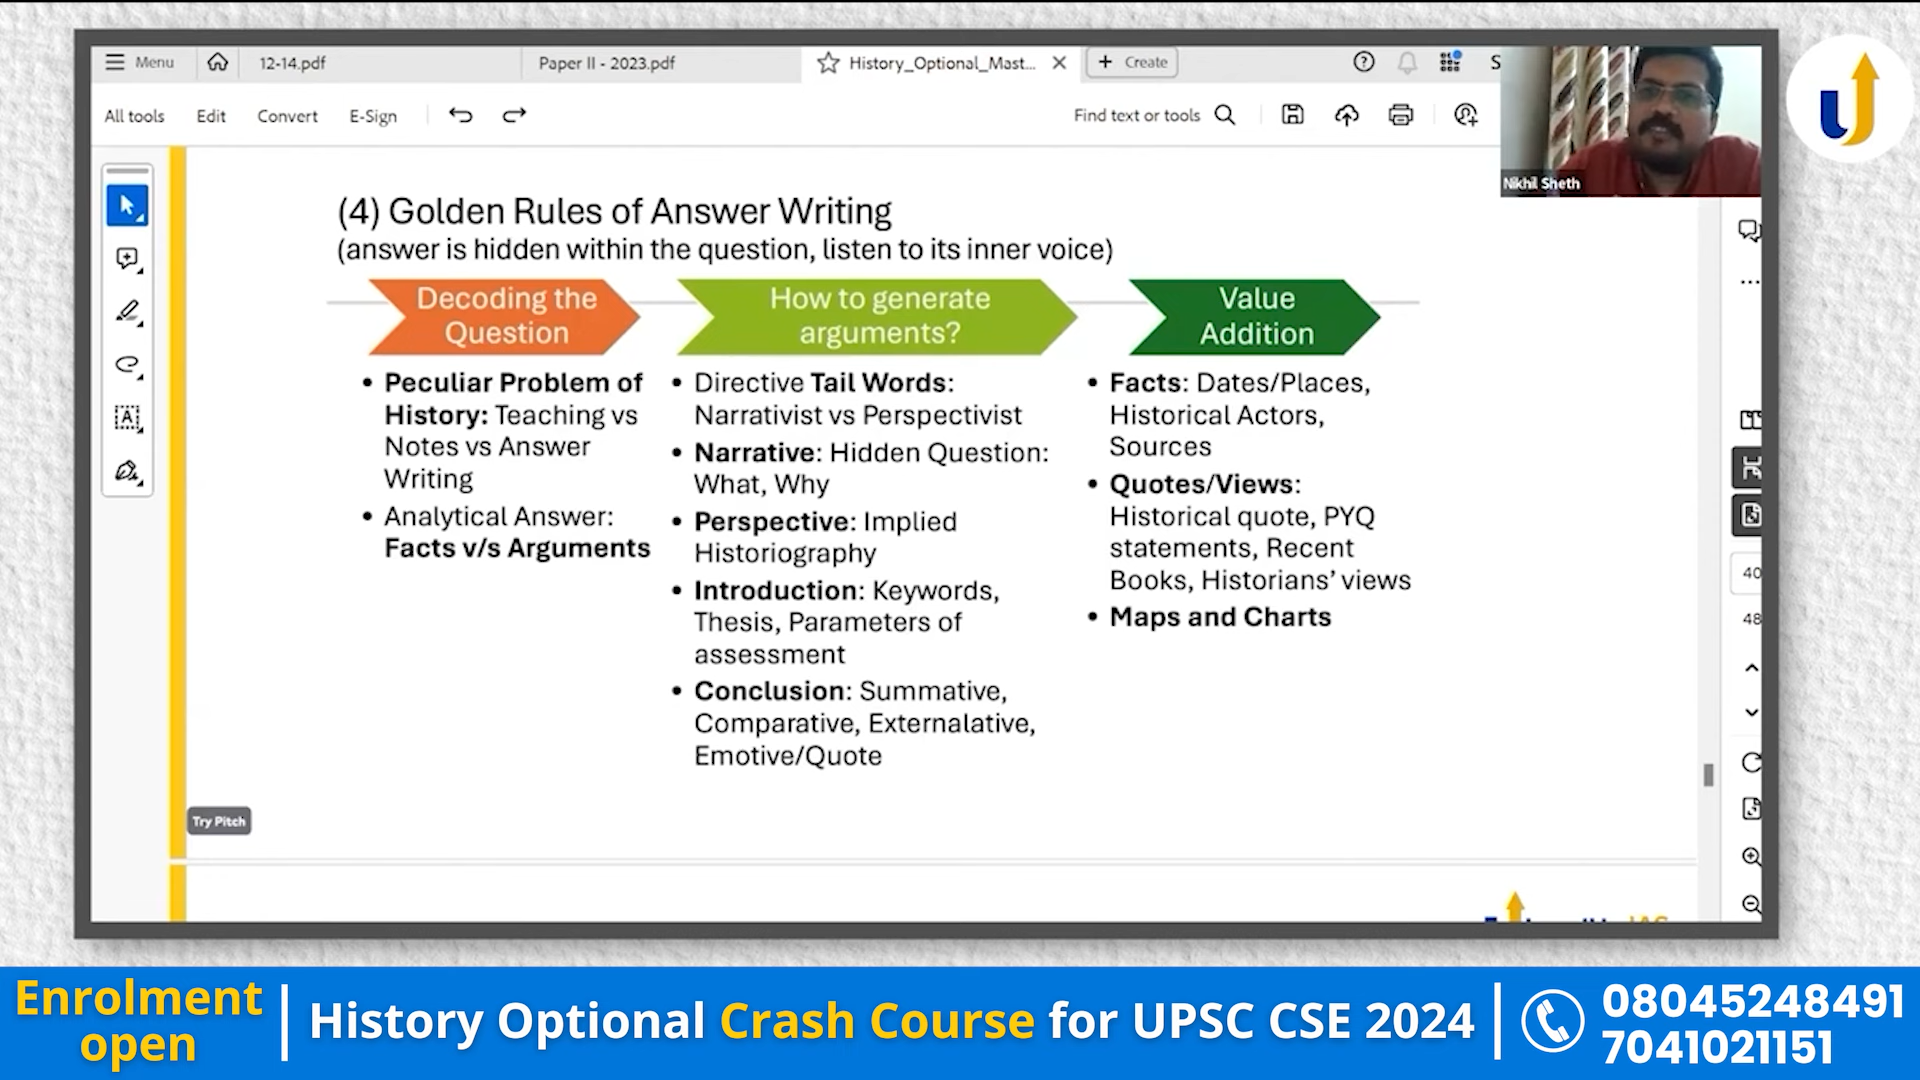 Menu
12-14.pdf
Paper II - 2023.pdf
History_Optional_Mast...
+ Create
All tools
Edit
Convert
E-Sign
Find text or tools
Nikhil Sheth
(4) Golden Rules of Answer Writing
(answer is hidden within the question, listen to its inner voice)
Decoding the
Question
• Peculiar Problem of
History: Teaching vs
Notes vs Answer
Writing
• Analytical Answer:
Facts v/s Arguments
How to generate
arguments?
• Directive Tail Words:
Narrativist vs Perspectivist
• Narrative: Hidden Question:
What, Why
• Perspective: Implied
Historiography
• Introduction: Keywords,
Thesis, Parameters of
assessment
• Conclusion: Summative,
Comparative, Externalative,
Emotive/Quote
Value
Addition
• Facts: Dates/Places,
Historical Actors,
Sources
• Quotes/Views:
Historical quote, PYQ
statements, Recent
Books, Historians' views
• Maps and Charts
40
48
Try Pitch
Enrolment
open
History Optional Crash Course for UPSC CSE 2024
08045248491
7041021151